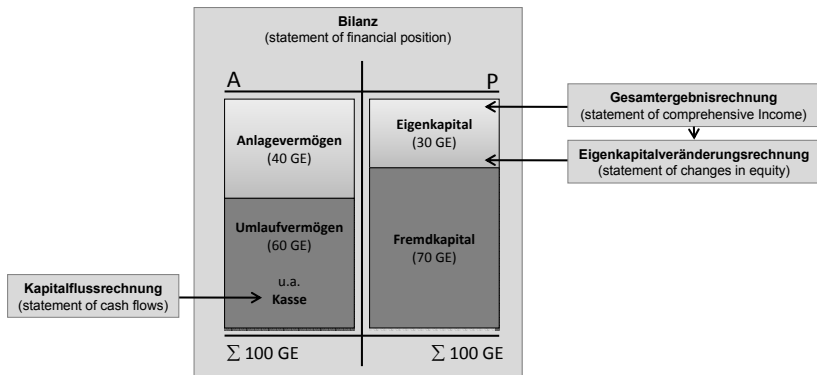 Bilanz
(statement of financial position)
A
P
Anlagevermögen
(40 GE)
Umlaufvermögen
(60 GE)
u.a.
Kasse
∑ 100 GE
Eigenkapital
(30 GE)
Fremdkapital
(70 GE)
∑ 100 GE
Gesamtergebnisrechnung
(statement of comprehensive Income)
Eigenkapitalveränderungsrechnung
(statement of changes in equity)
Kapitalflussrechnung
(statement of cash flows)